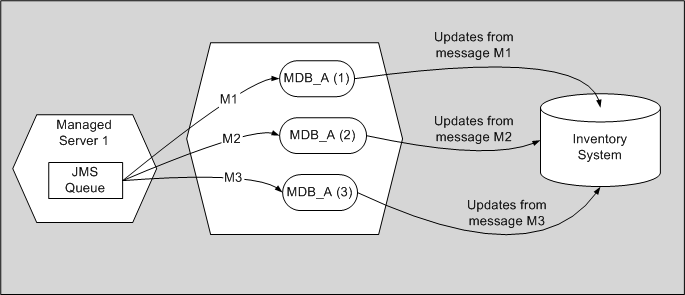 Managed
Server 1
JMS
Queue
M1
M2
M3
MDB_A (1)
MDB_A (2)
MDB_A (3)
Updates from
message M1
Updates from
message M2
Updates from
message M3
Inventory
System